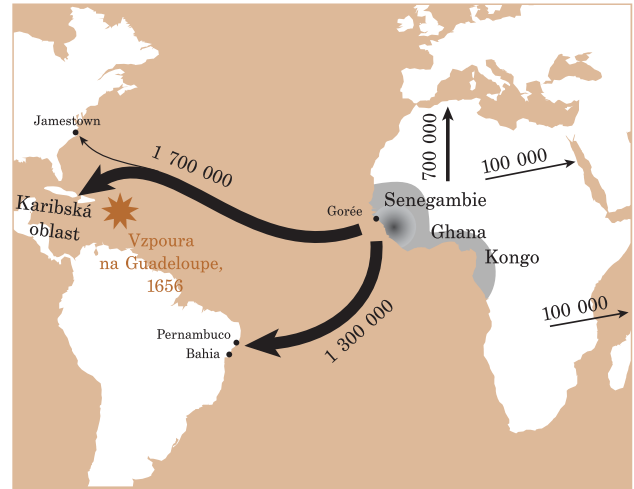 Jamestown
1 700 000
Karibská
oblast
Vzpoura
na Guadeloupe,
1656
Gorée
Senegambie
Ghana
Kongo
700 000
100 000
100 000
1 300 000
Pernambuco
Bahia